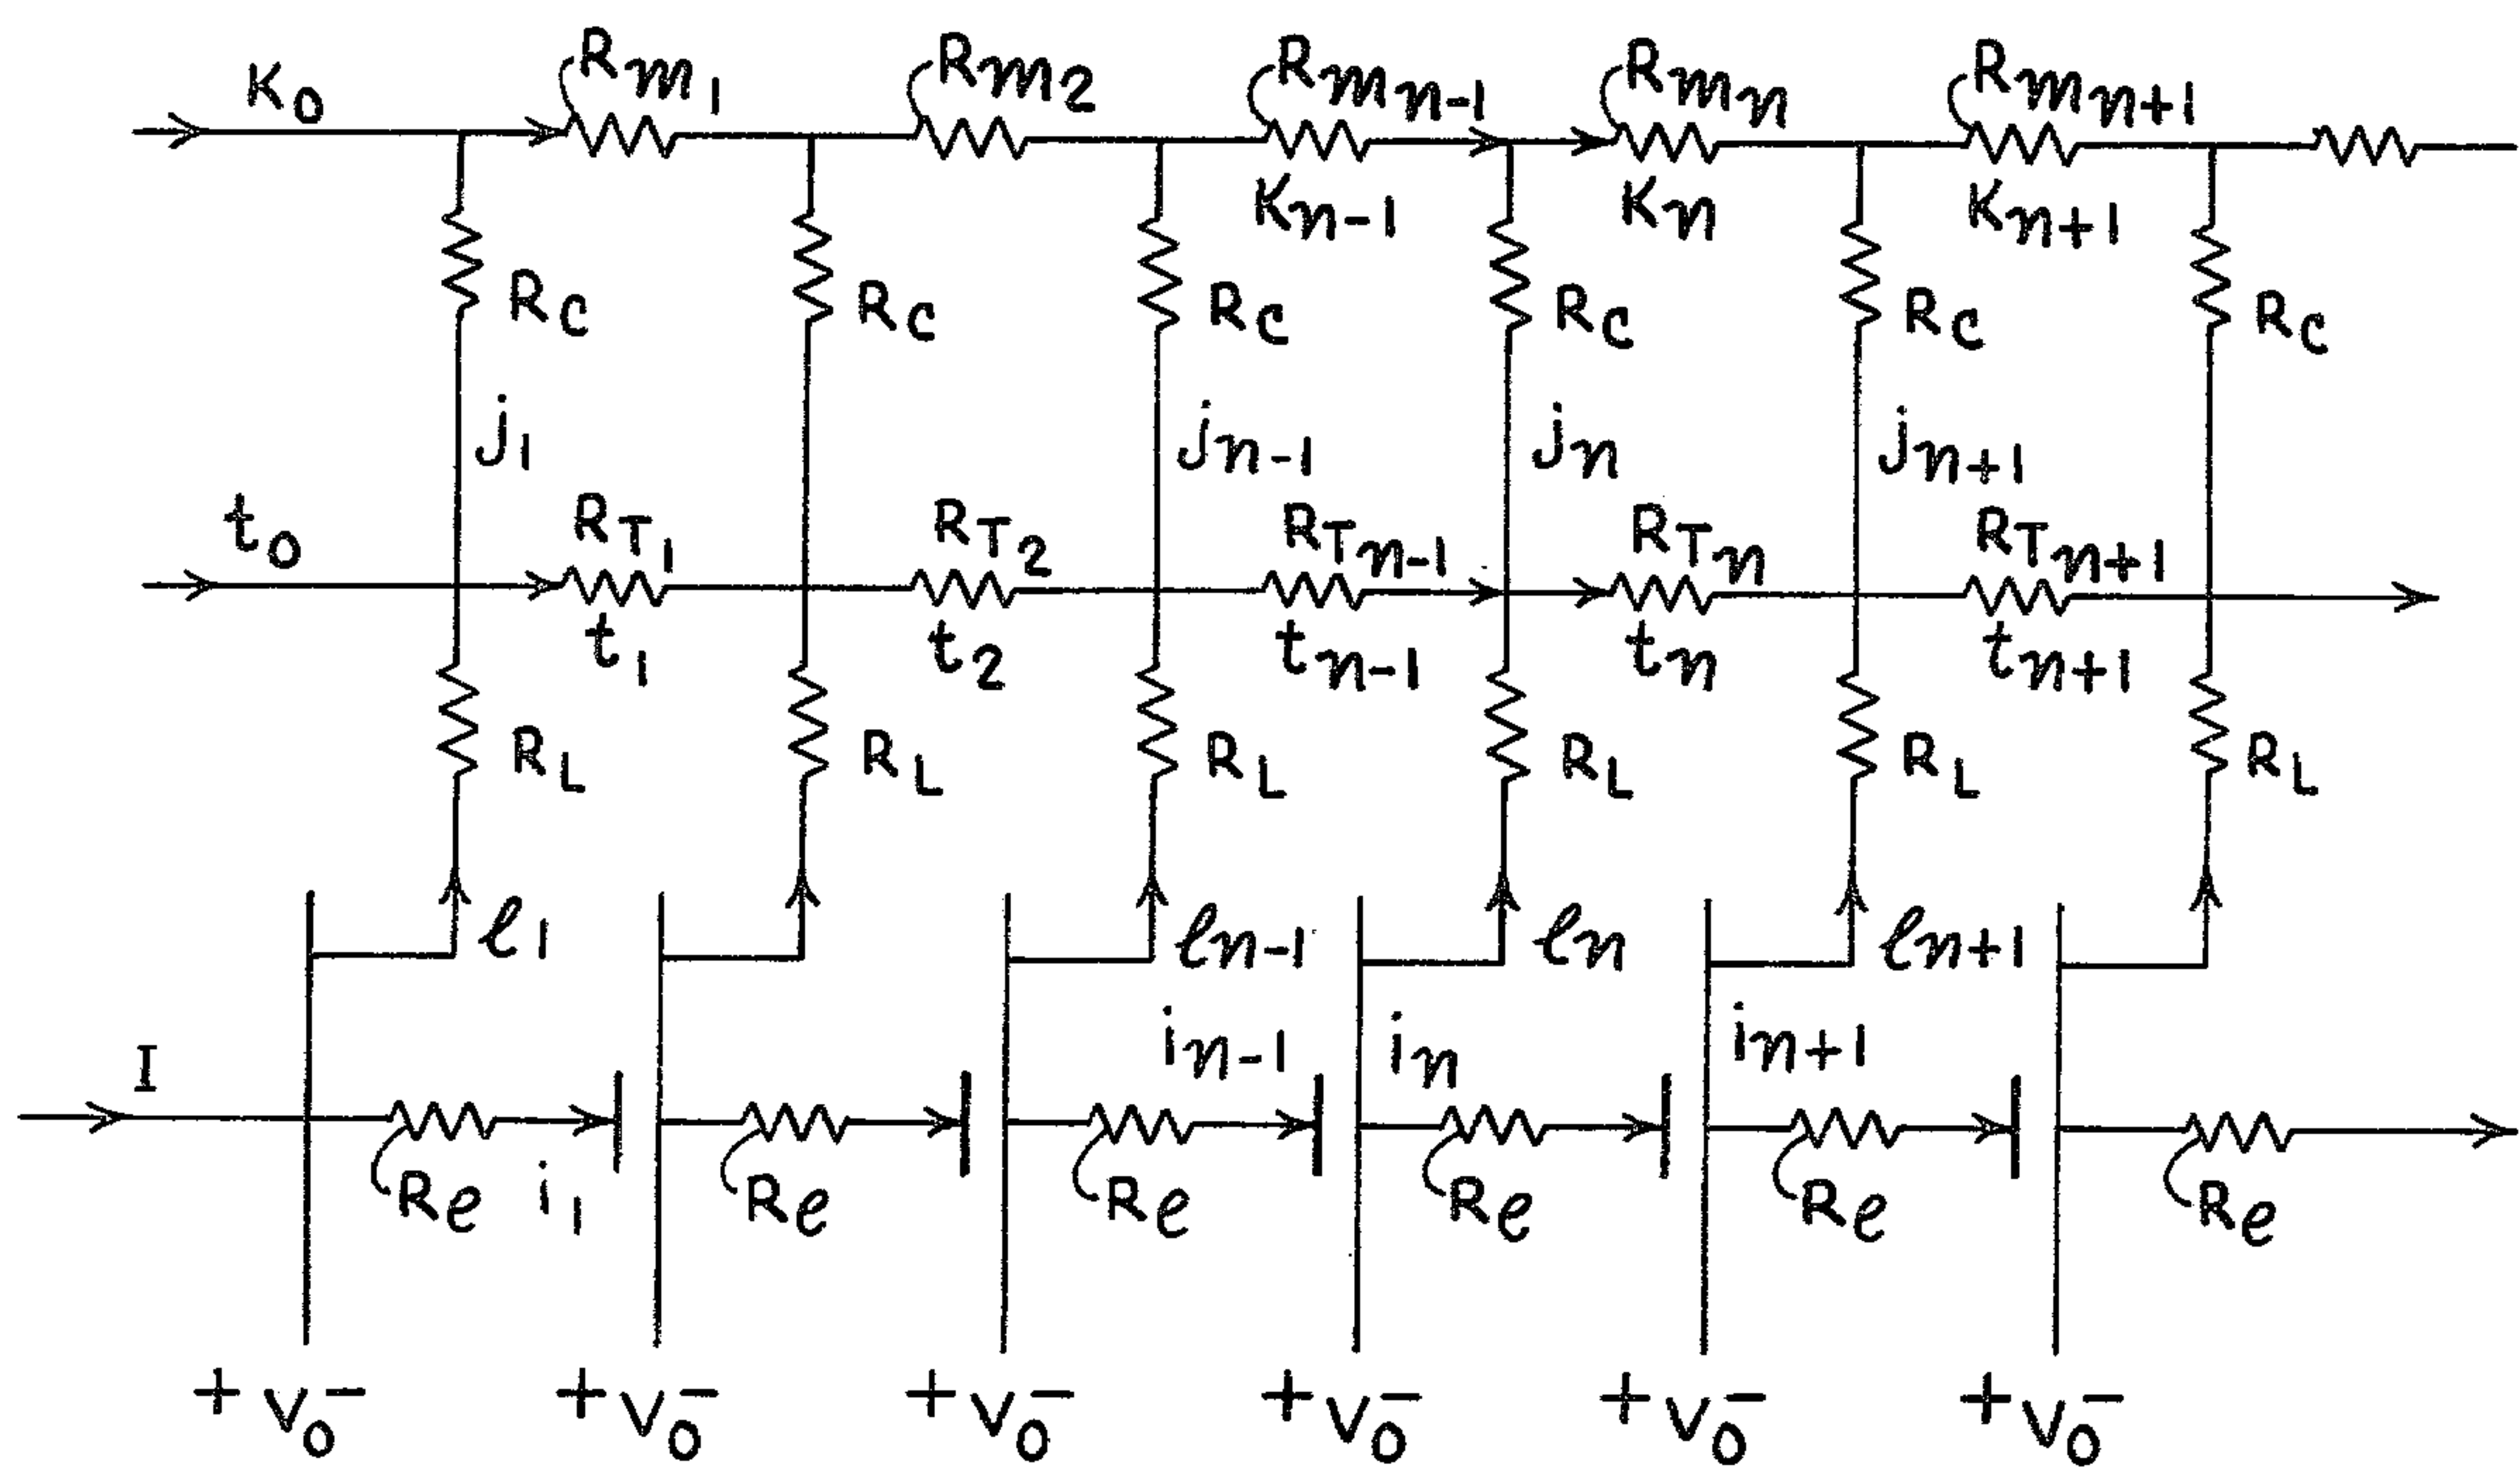 K0 Rm1 Rm2 Rmn-1 Rmn Rmn+1
Kn-1 Kn Kn+1
RC RC RC RC RC RC
j1 jn-1 jn jn+1
t0 RT1 RT2 RTn-1 RTn RTn+1
t1 t2 tn-1 tn tn+1
RL RL RL RL RL RL
ℓ1 ℓn-1 ℓn ℓn+1
I in-1 in in+1
Re i1 Re Re Re Re Re
+ v0 - + v0 - + v0 - + v0 - + v0 - + v0 -